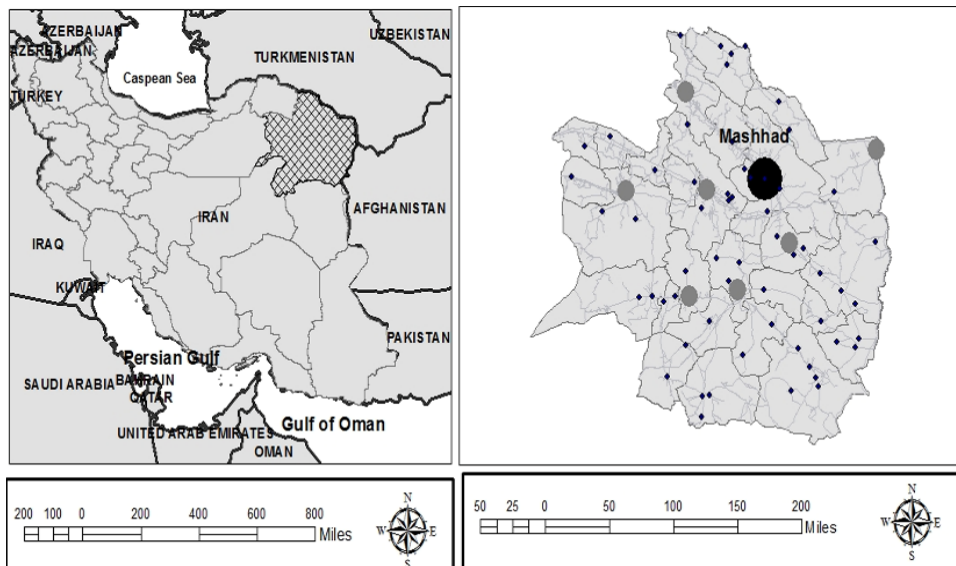 AZERBAIJAN
UZBEKISTAN
AZERBAIJAN
TURKMENISTAN
Caspean Sea
TURKEY
AFGHANISTAN
IRAN
IRAQ
KUWAIT
PAKISTAN
Persian Gulf
SAUDI ARABIA
BAHRAIN
QATAR
Gulf of Oman
UNITED ARAB EMIRATES
OMAN
Mashhad
200 100 0 200 400 600 800
Miles
N
W E
S
50 25 0 50 100 150 200
Miles
N
W E
S